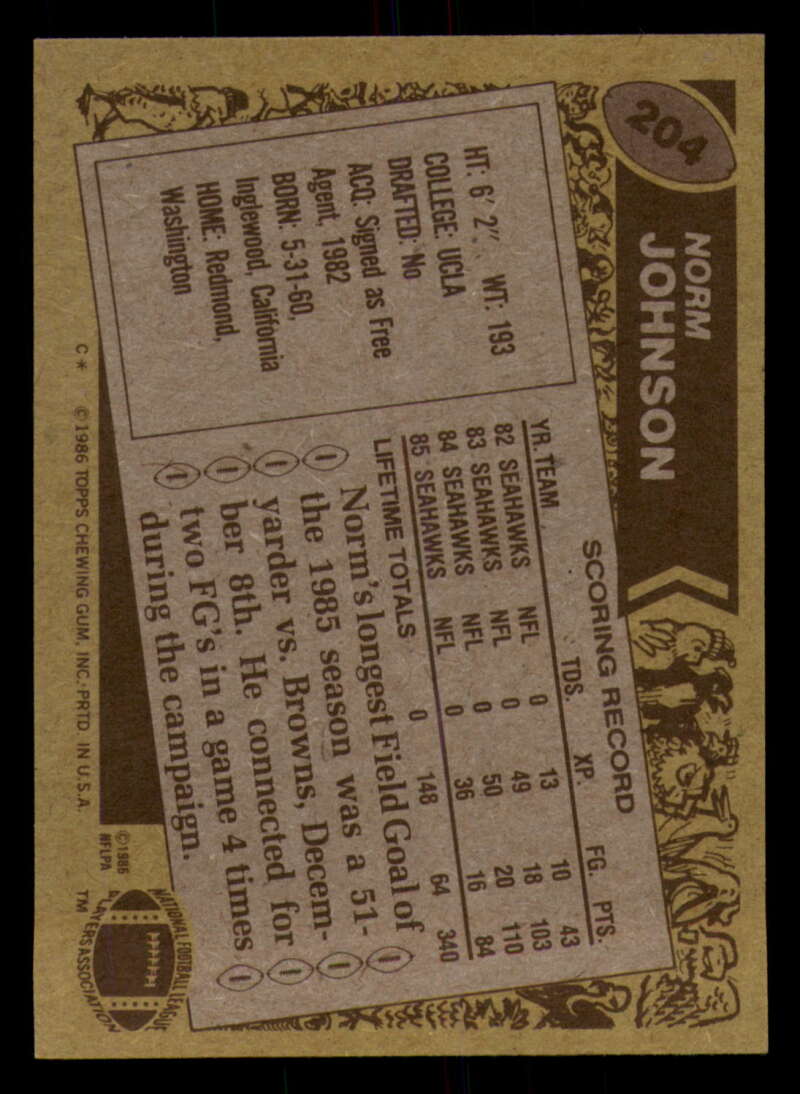 204
NORM
JOHNSON
HT: 6' 2" WT: 193
COLLEGE: UCLA
DRAFTED: No
ACQ: Signed as Free
Agent, 1982
BORN: 5-31-60,
Inglewood, California
HOME: Redmond,
Washington
SCORING RECORD
YR. TEAM TDS. XP. FG. PTS.
82 SEAHAWKS NFL 0 13 10 43
83 SEAHAWKS NFL 0 49 18 103
84 SEAHAWKS NFL 0 50 20 110
85 SEAHAWKS NFL 0 36 16 84
LIFETIME TOTALS 0 148 64 340
Norm's longest Field Goal of
the 1985 season was a 51-
yarder vs. Browns, Decem-
ber 8th. He connected for
two FG's in a game 4 times
during the campaign.
C* ©1986 TOPPS CHEWING GUM, INC. PRTD. IN U.S.A.
©1986
NFLPA
NATIONAL FOOTBALL LEAGUE
PLAYERS ASSOCIATION
TM